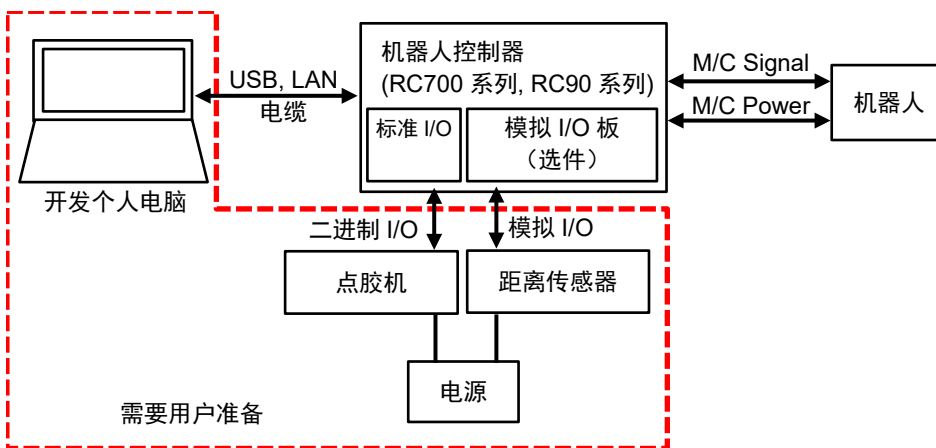 机器人控制器
(RC700 系列, RC90 系列)
USB, LAN
电缆
M/C Signal
M/C Power
机器人
标准 I/O
模拟 I/O 板
（选件）
开发个人电脑
二进制 I/O
模拟 I/O
点胶机
距离传感器
电源
需要用户准备